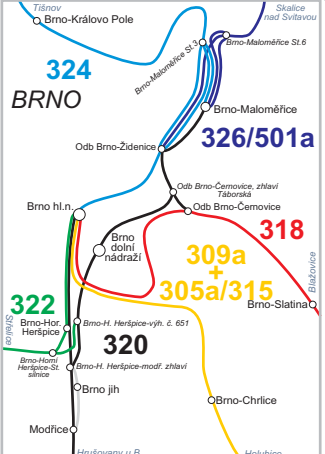 Tišnov
Skalice
nad Svitavou
Brno-Královo Pole
Brno-Maloměřice St.3
Brno-Maloměřice St.6
324
BRNO
Brno-Maloměřice
326/501a
Odb Brno-Židenice
Odb Brno-Černovice, zhlaví
Táborská
Brno hl.n.
Odb Brno-Černovice
Brno
dolní
nádraží
318
309a
+
305a/315
Blažovice
Brno-Slatina
322
Střelice
Brno-Hor.
Heršpice
Brno-H. Heršpice-výh. č. 651
320
Brno-Horní
Heršpice-St.
silnice
Brno-H. Heršpice-modř. zhlaví
Brno jih
Brno-Chrlice
Modřice
Hrušovany u B.
Holubice